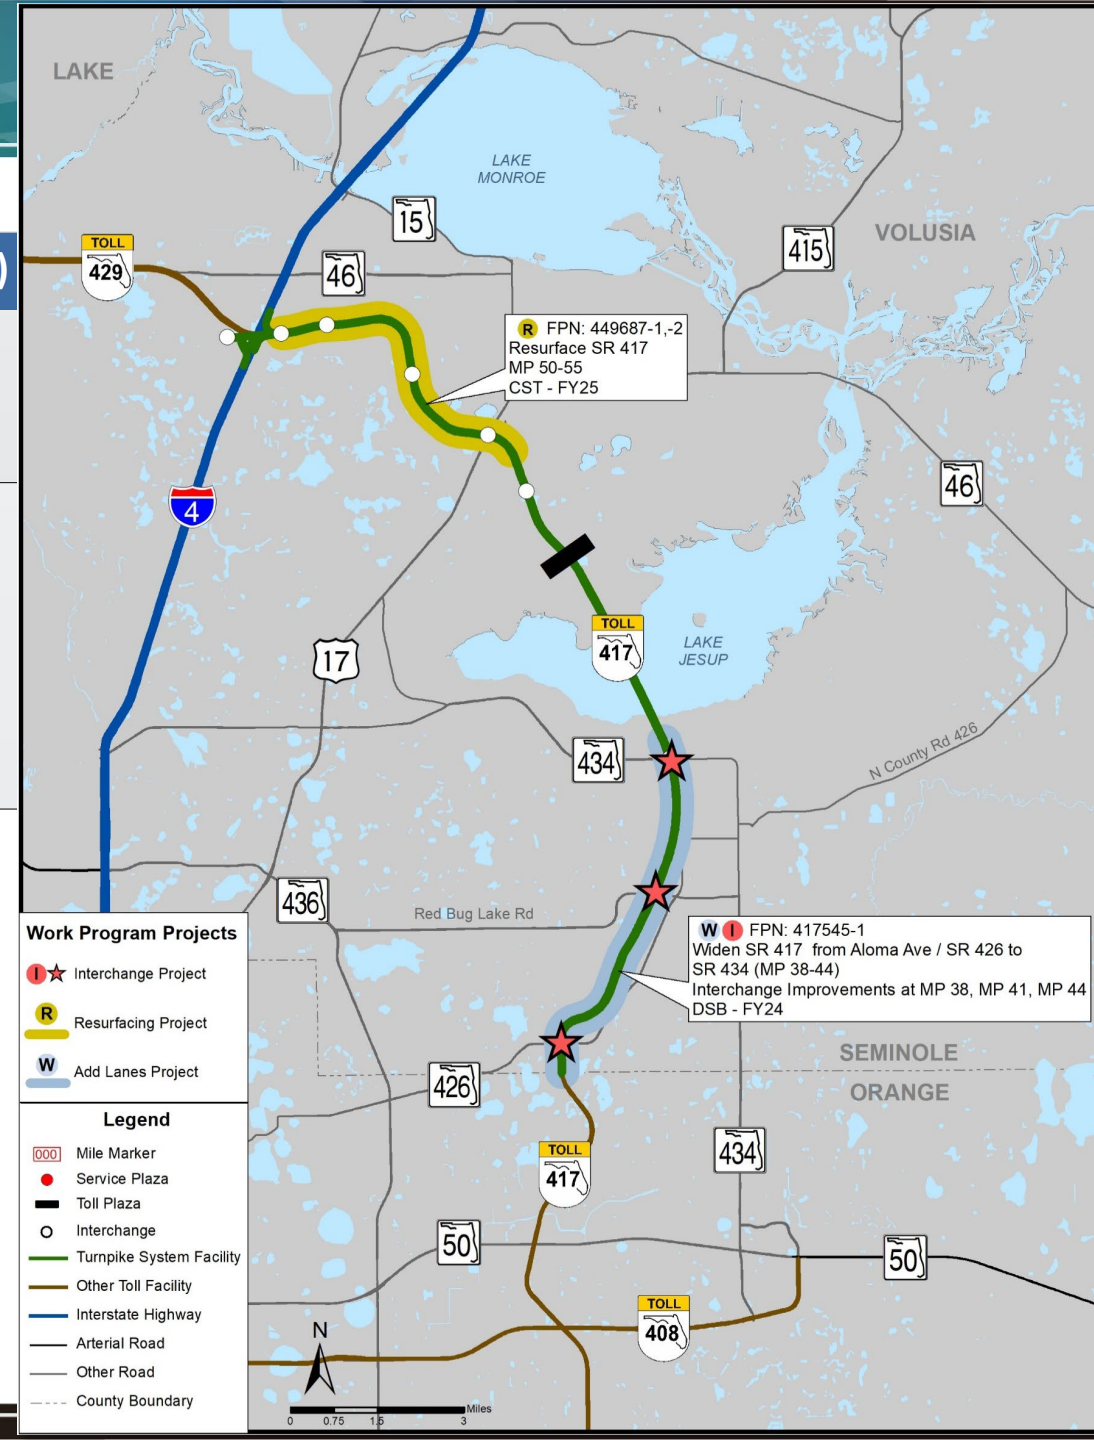 )
LAKE
LAKE
MONROE
15
VOLUSIA
415
TOLL
429
46
R FPN: 449687-1,-2
Resurface SR 417
MP 50-55
CST - FY25
46
4
TOLL
417
LAKE
JESUP
17
434
N County Rd 426
436
Red Bug Lake Rd
W I FPN: 417545-1
Widen SR 417 from Aloma Ave / SR 426 to
SR 434 (MP 38-44)
Interchange Improvements at MP 38, MP 41, MP 44
DSB - FY24
SEMINOLE
ORANGE
426
434
TOLL
417
50
50
TOLL
408
Work Program Projects
I Interchange Project
R Resurfacing Project
W Add Lanes Project
Legend
000 Mile Marker
Service Plaza
Toll Plaza
Interchange
Turnpike System Facility
Other Toll Facility
Interstate Highway
Arterial Road
Other Road
County Boundary
N
Miles
0 0.75 1.5 3